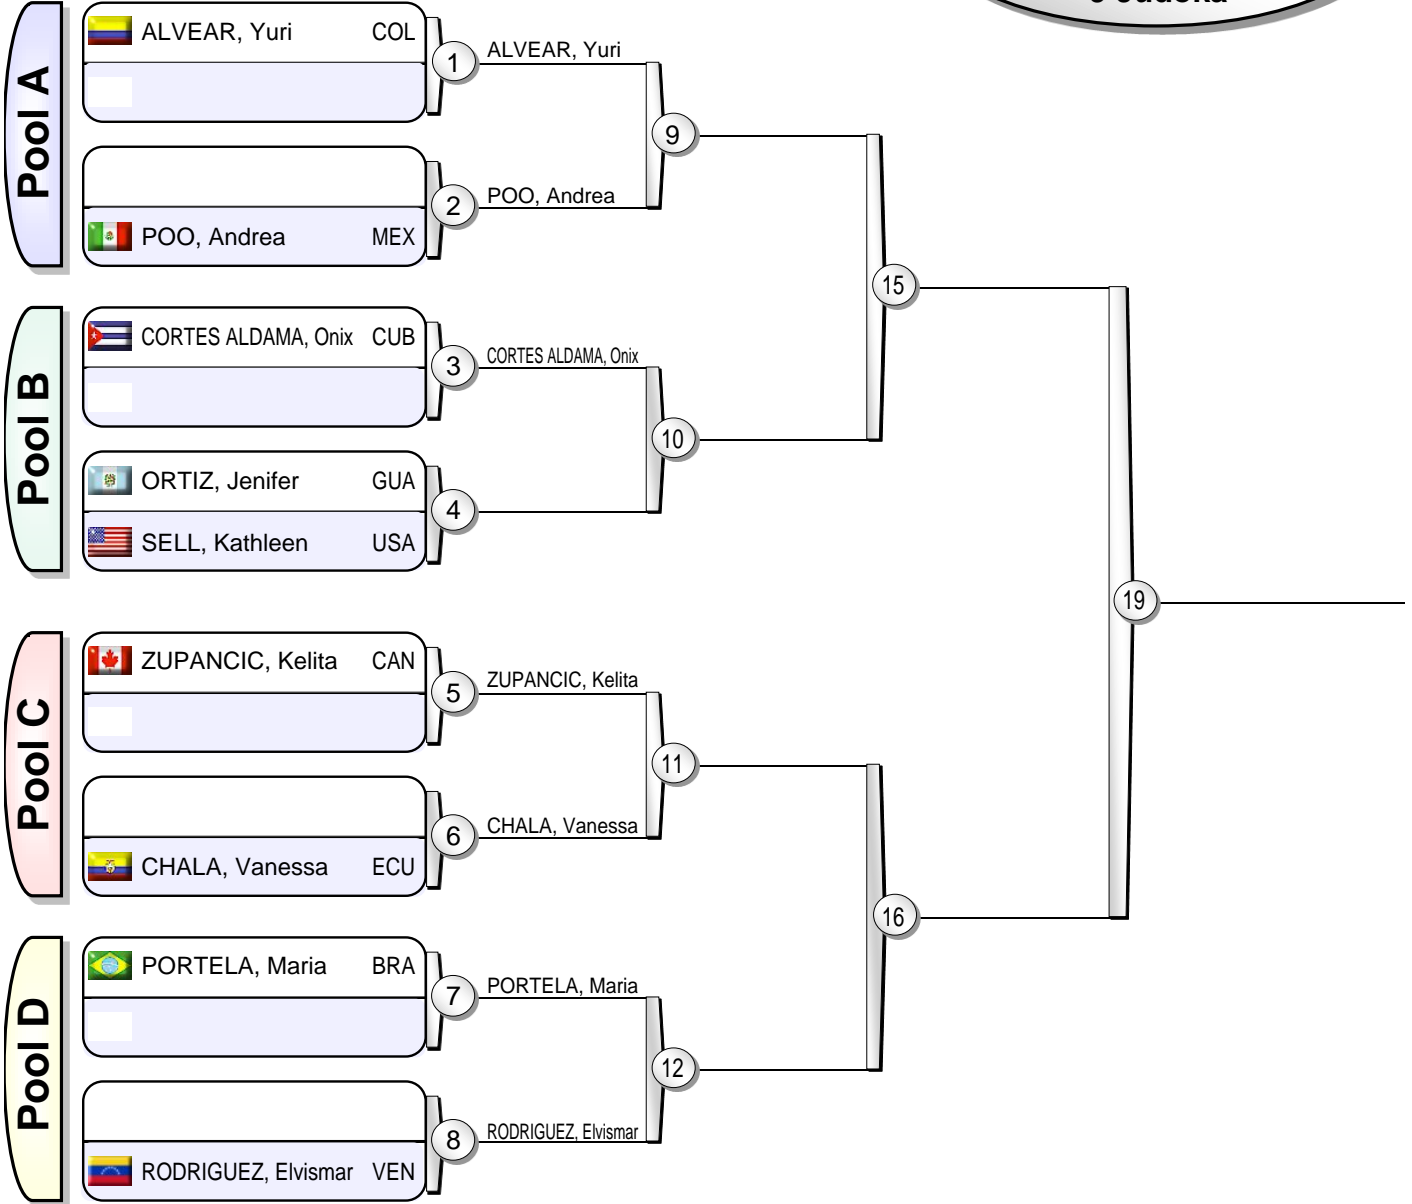 Judoka
Pool A
ALVEAR, Yuri COL
1
ALVEAR, Yuri
9
2
POO, Andrea
POO, Andrea MEX
15
Pool B
CORTES ALDAMA, Onix CUB
3
CORTES ALDAMA, Onix
10
ORTIZ, Jenifer GUA
4
SELL, Kathleen USA
19
Pool C
ZUPANCIC, Kelita CAN
5
ZUPANCIC, Kelita
11
6
CHALA, Vanessa
CHALA, Vanessa ECU
16
Pool D
PORTELA, Maria BRA
7
PORTELA, Maria
12
8
RODRIGUEZ, Elvismar
RODRIGUEZ, Elvismar VEN